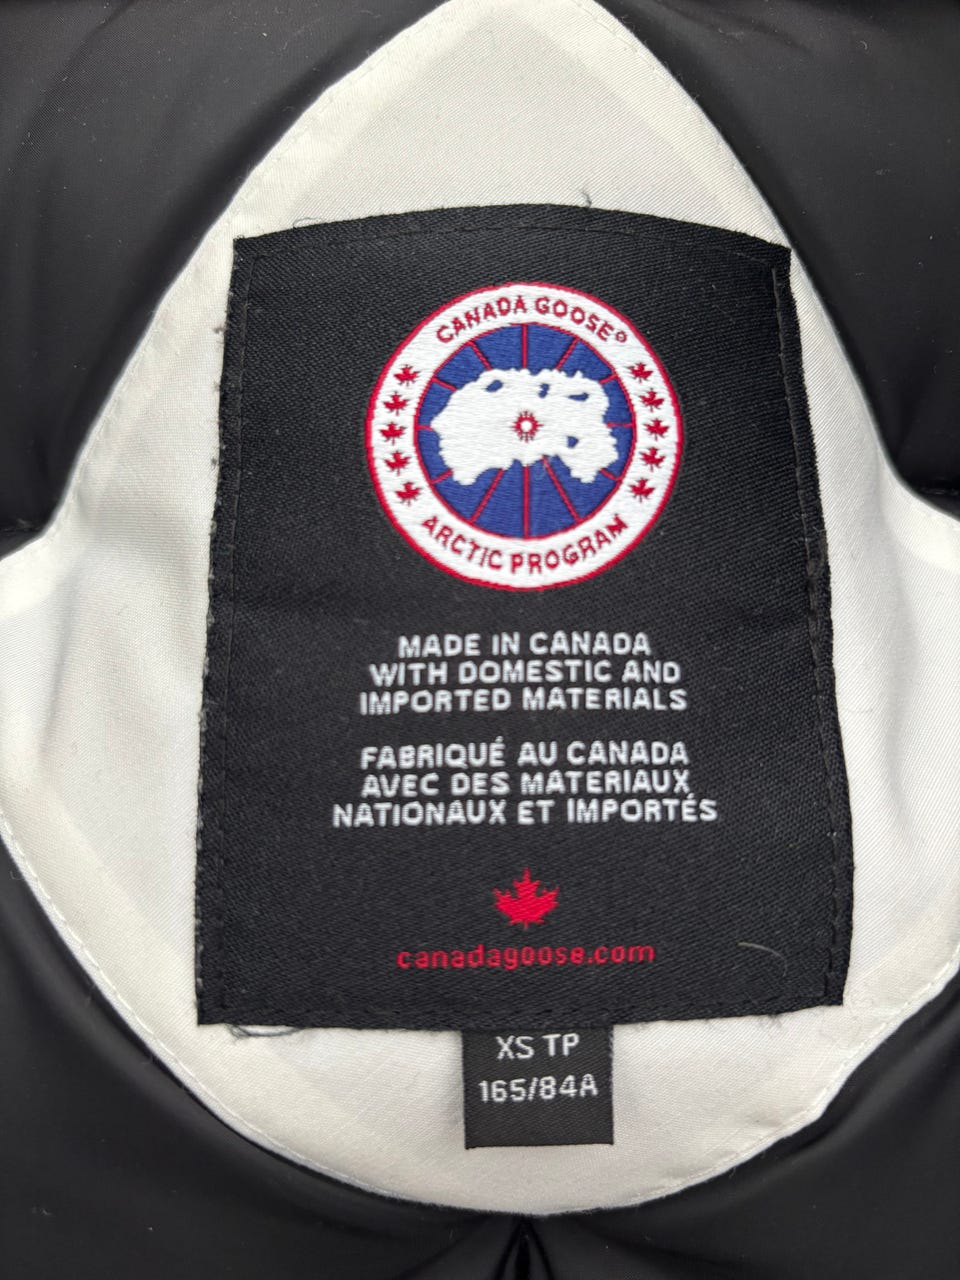 CANADA GOOSE®
ARCTIC PROGRAM
MADE IN CANADA
WITH DOMESTIC AND
IMPORTED MATERIALS
FABRIQUÉ AU CANADA
AVEC DES MATERIAUX
NATIONAUX ET IMPORTÉS
canadagoose.com
XS TP
165/84A